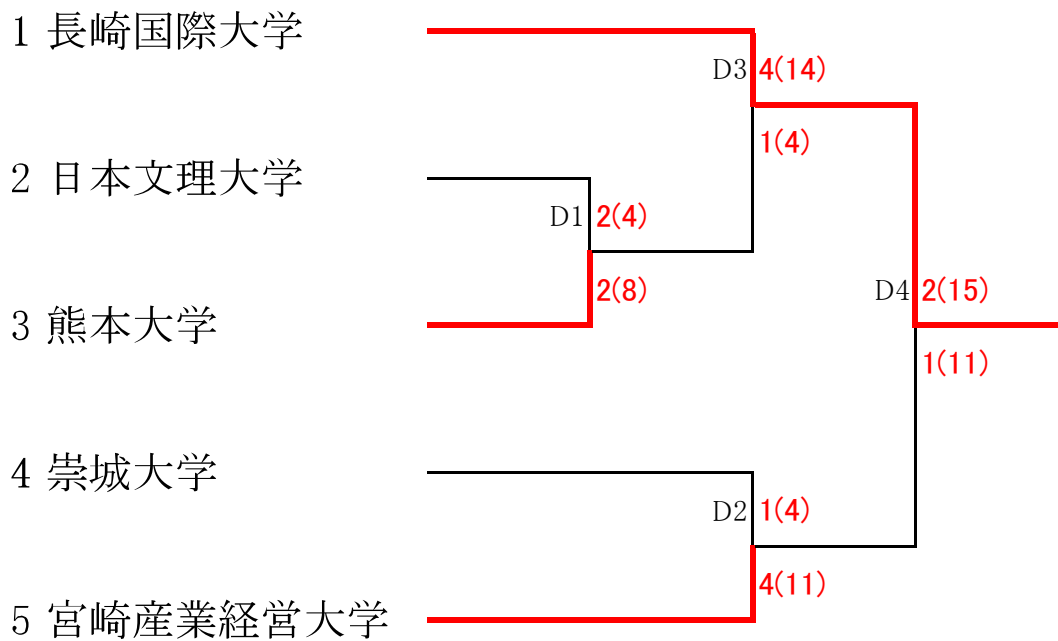 1 長崎国際大学
D3 4(14)
1(4)
2 日本文理大学
D1 2(4)
2(8)
D4 2(15)
3 熊本大学
1(11)
4 崇城大学
D2 1(4)
4(11)
5 宮崎産業経営大学